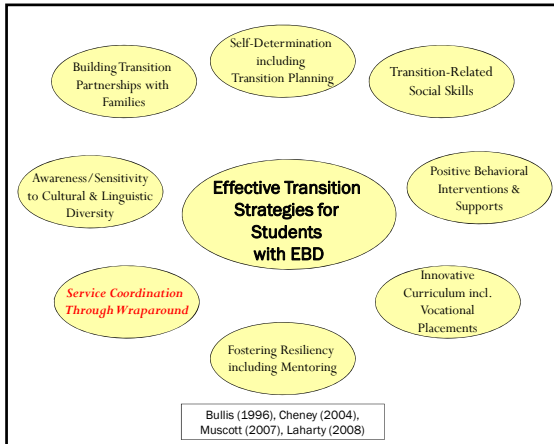 Self-Determination
including
Transition Planning
Building Transition
Partnerships with
Families
Transition-Related
Social Skills
Awareness/Sensitivity
to Cultural & Linguistic
Diversity
Effective Transition
Strategies for
Students
with EBD
Positive Behavioral
Interventions &
Supports
Service Coordination
Through Wraparound
Innovative
Curriculum incl.
Vocational
Placements
Fostering Resiliency
including Mentoring
Bullis (1996), Cheney (2004),
Muscott (2007), Laharty (2008)